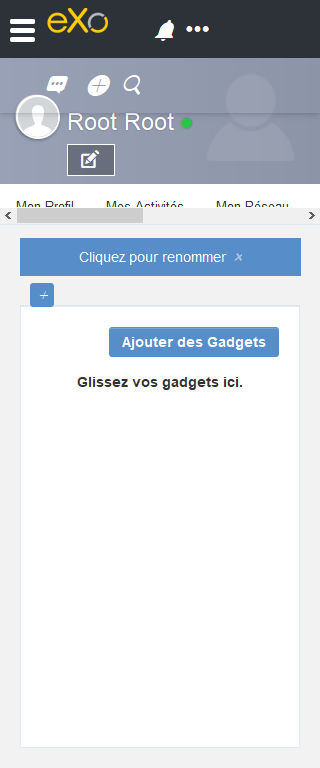 eXo
Root Root
Mon Profil Mes Activités Mon Réseau
Cliquez pour renommer ×
+
Ajouter des Gadgets
Glissez vos gadgets ici.